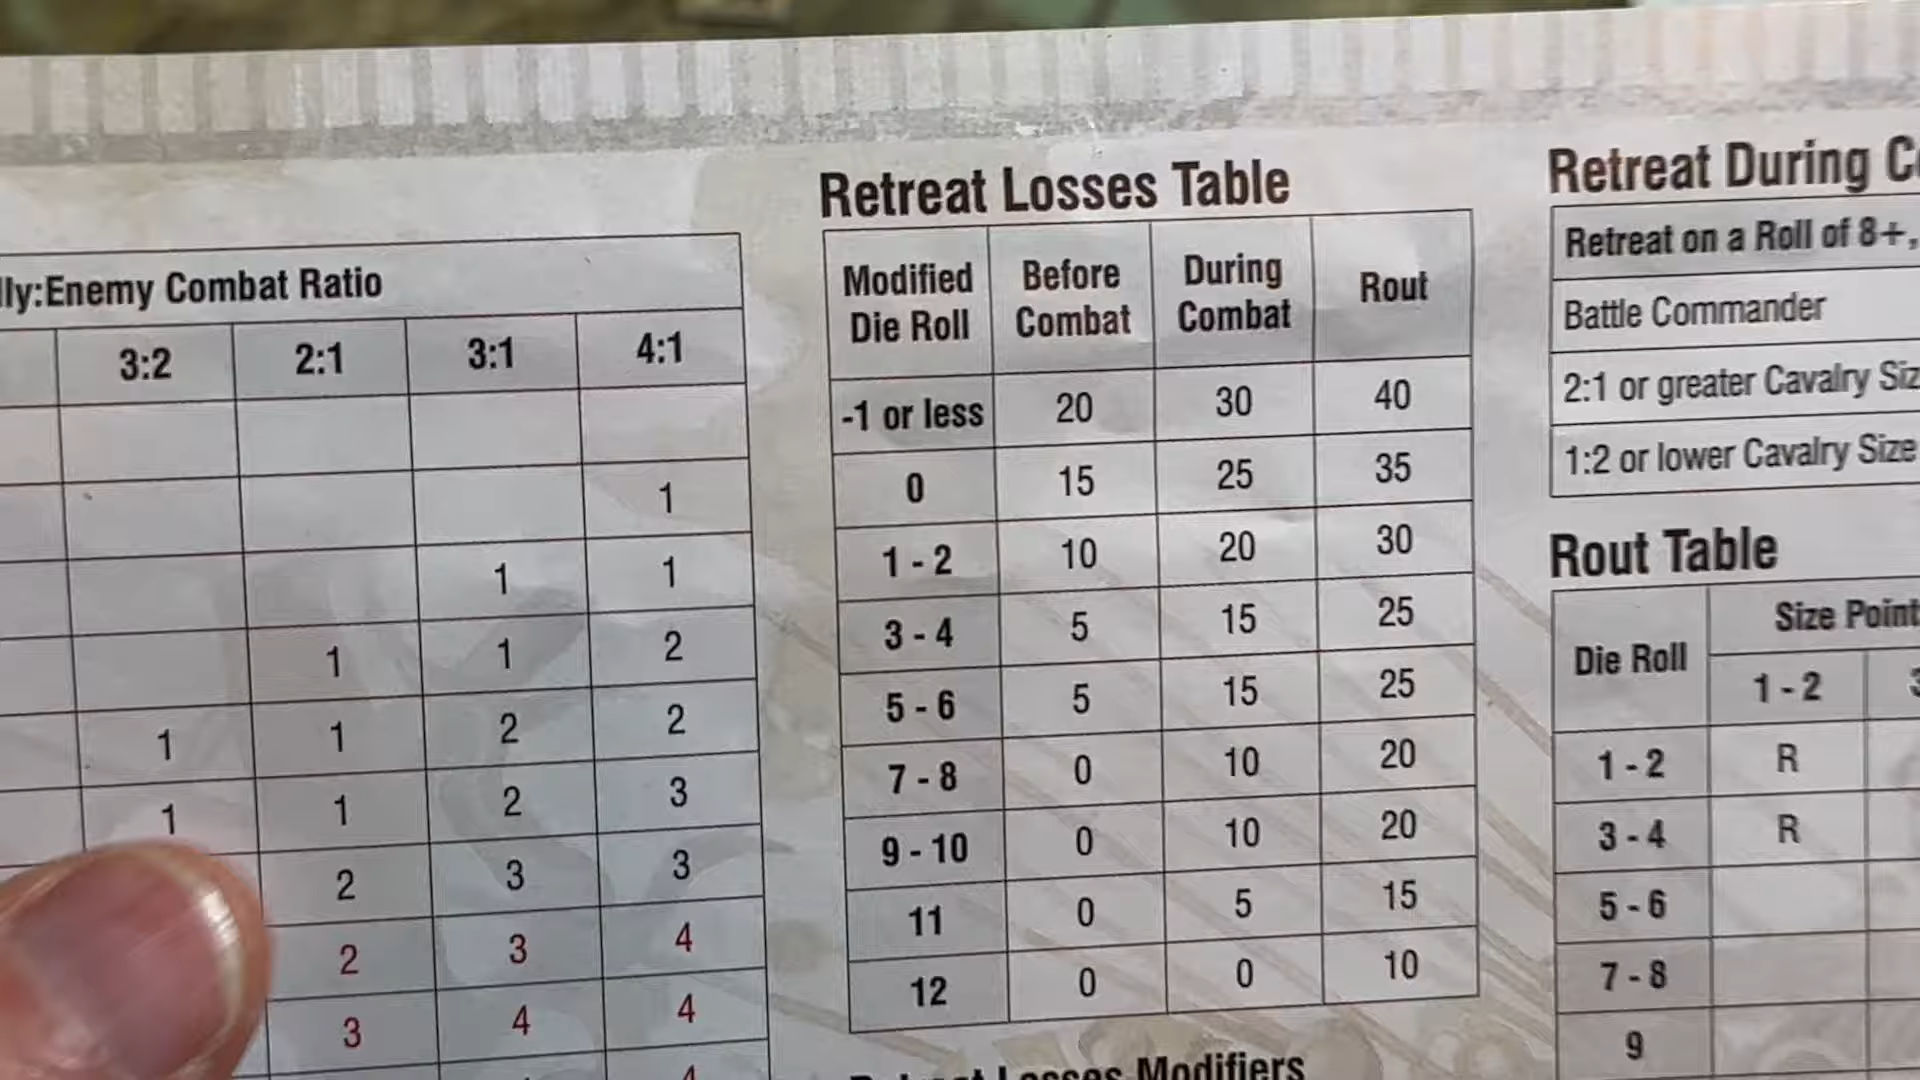 lly:Enemy Combat Ratio
3:2 2:1 3:1 4:1
1
1 1
1 1 2
1 1 2 2
1 1 2 3
2 3 3
2 3 4
3 4 4
4
Retreat Losses Table
Modified Die Roll Before Combat During Combat Rout
-1 or less 20 30 40
0 15 25 35
1 - 2 10 20 30
3 - 4 5 15 25
5 - 6 5 15 25
7 - 8 0 10 20
9 - 10 0 10 20
11 0 5 15
12 0 0 10
Losses Modifiers
Retreat During C
Retreat on a Roll of 8+,
Battle Commander
2:1 or greater Cavalry Siz
1:2 or lower Cavalry Size
Rout Table
Die Roll Size Point
1 - 2
1 - 2 R
3 - 4 R
5 - 6
7 - 8
9